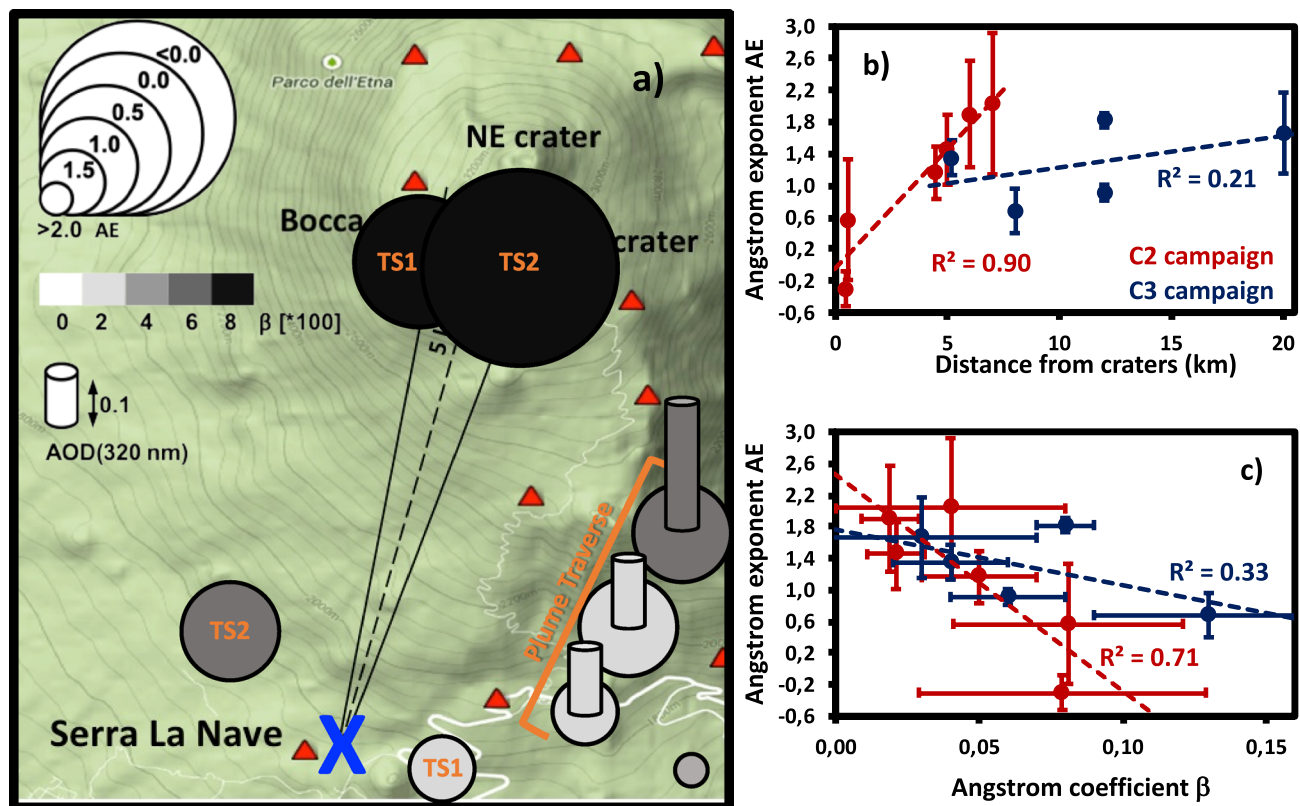 a)
<0.0
0.0
0.5
1.0
1.5
>2.0 AE
Parco dell'Etna
NE crater
Bocca
crater
TS1
TS2
0 2 4 6 8 β [*100]
5
0.1
AOD(320 nm)
Plume Traverse
TS2
Serra La Nave
X
TS1
b)
Angstrom exponent AE
3,0
2,6
2,2
1,8
1,4
1,0
0,6
0,2
-0,2
-0,6
R² = 0.21
R² = 0.90
C2 campaign
C3 campaign
0 5 10 15 20
Distance from craters (km)
c)
Angstrom exponent AE
3,0
2,6
2,2
1,8
1,4
1,0
0,6
0,2
-0,2
-0,6
R² = 0.33
R² = 0.71
0,00 0,05 0,10 0,15
Angstrom coefficient β